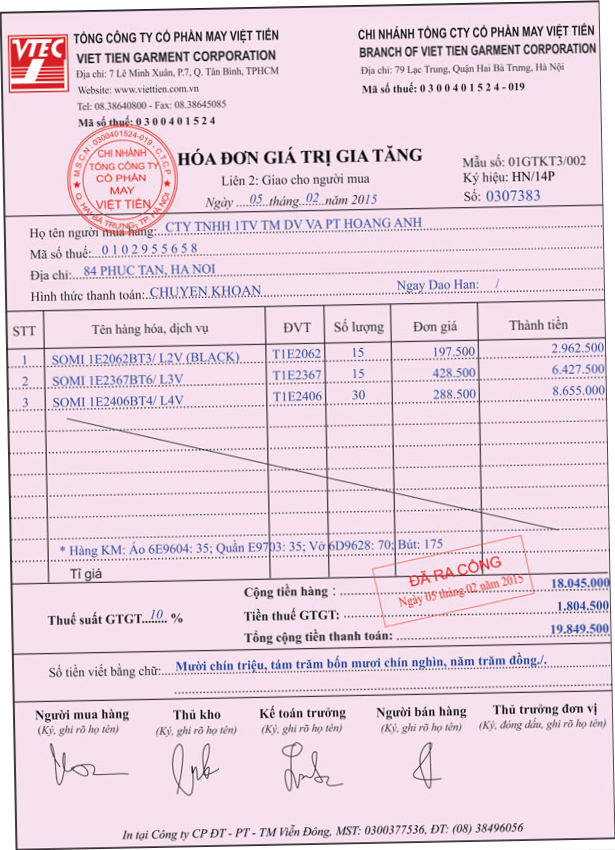 VTEC
TỔNG CÔNG TY CỔ PHẦN MAY VIỆT TIẾN
VIET TIEN GARMENT CORPORATION
Địa chỉ: 7 Lê Minh Xuân, P.7, Q. Tân Bình, TPHCM
Website: www.viettien.com.vn
Tel: 08.38640800 - Fax: 08.38645085
Mã số thuế: 0 3 0 0 4 0 1 5 2 4
CHI NHÁNH TỔNG CTY CỔ PHẦN MAY VIỆT TIẾN
BRANCH OF VIET TIEN GARMENT CORPORATION
Địa chỉ: 79 Lạc Trung, Quận Hai Bà Trưng, Hà Nội
Mã số thuế: 0 3 0 0 4 0 1 5 2 4 - 019
M.S.C.N: 0300401524-019 - C.T.C.P
CHI NHÁNH
TỔNG CÔNG TY
CỔ PHẦN
MAY
VIỆT TIẾN
Q. HAI BÀ TRƯNG, TP. HÀ NỘI
HÓA ĐƠN GIÁ TRỊ GIA TĂNG
Liên 2: Giao cho người mua
Ngày 05 tháng 02 năm 2015
Mẫu số: 01GTKT3/002
Ký hiệu: HN/14P
Số: 0307383
Họ tên người mua hàng: CTY TNHH 1TV TM DV VA PT HOANG ANH
Mã số thuế: 0 1 0 2 9 5 5 6 5 8
Địa chỉ: 84 PHUC TAN, HA NOI
Hình thức thanh toán: CHUYEN KHOAN Ngay Dao Han: /
STT Tên hàng hóa, dịch vụ ĐVT Số lượng Đơn giá Thành tiền
1 SOMI 1E2062BT3/ L2V (BLACK) T1E2062 15 197.500 2.962.500
2 SOMI 1E2367BT6/ L3V T1E2367 15 428.500 6.427.500
3 SOMI 1E2406BT4/ L4V T1E2406 30 288.500 8.655.000
* Hàng KM: Áo 6E9604: 35; Quần E9703: 35; Vớ 6D9628: 70; Bút: 175
Tỉ giá
ĐÃ RA CỔNG
Ngày 05 tháng 02 năm 2015
Cộng tiền hàng : 18.045.000
Thuế suất GTGT 10 % Tiền thuế GTGT: 1.804.500
Tổng cộng tiền thanh toán: 19.849.500
Số tiền viết bằng chữ: Mười chín triệu, tám trăm bốn mươi chín nghìn, năm trăm đồng./.
Người mua hàng Thủ kho Kế toán trưởng Người bán hàng Thủ trưởng đơn vị
(Ký, ghi rõ họ tên) (Ký, ghi rõ họ tên) (Ký, ghi rõ họ tên) (Ký, ghi rõ họ tên) (Ký, đóng dấu, ghi rõ họ tên)
In tại Công ty CP ĐT - PT - TM Viễn Đông, MST: 0300377536, ĐT: (08) 38496056